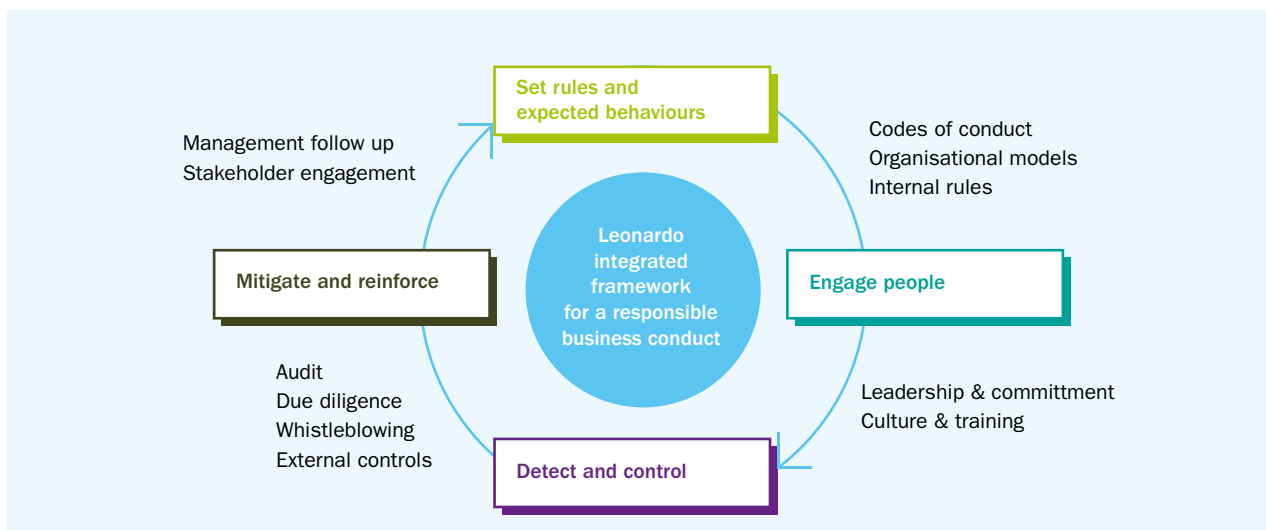 Set rules and
expected behaviours
Codes of conduct
Organisational models
Internal rules
Engage people
Leadership & committment
Culture & training
Detect and control
Audit
Due diligence
Whistleblowing
External controls
Mitigate and reinforce
Management follow up
Stakeholder engagement
Leonardo
integrated
framework
for a responsible
business conduct